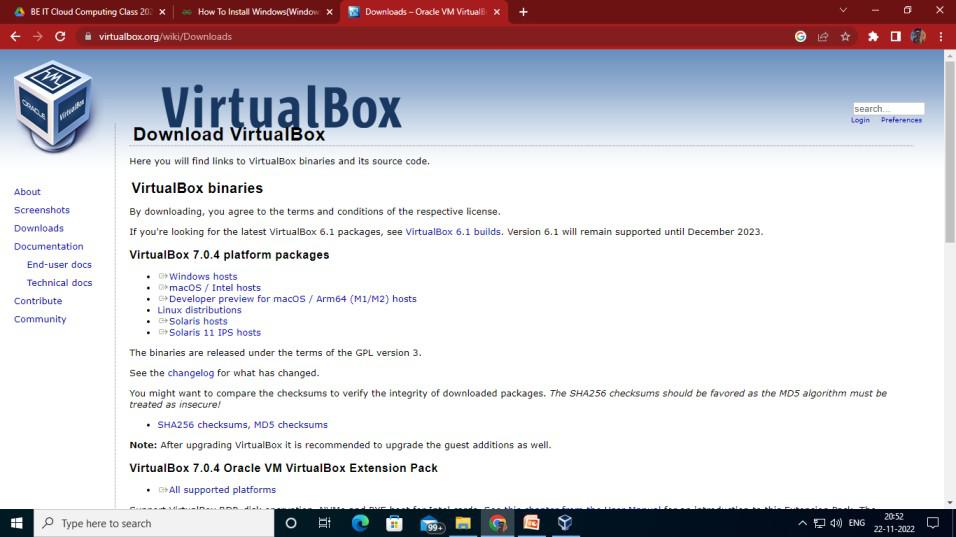 BE IT Cloud Computing Class 202
How To Install Windows(Window
Downloads – Oracle VM VirtualB
virtualbox.org/wiki/Downloads
ORACLE
VirtualBox
VirtualBox
search...
Login Preferences
Download VirtualBox
Here you will find links to VirtualBox binaries and its source code.
About
Screenshots
Downloads
Documentation
End-user docs
Technical docs
Contribute
Community
VirtualBox binaries
By downloading, you agree to the terms and conditions of the respective license.
If you're looking for the latest VirtualBox 6.1 packages, see VirtualBox 6.1 builds. Version 6.1 will remain supported until December 2023.
VirtualBox 7.0.4 platform packages
Windows hosts
macOS / Intel hosts
Developer preview for macOS / Arm64 (M1/M2) hosts
Linux distributions
Solaris hosts
Solaris 11 IPS hosts
The binaries are released under the terms of the GPL version 3.
See the changelog for what has changed.
You might want to compare the checksums to verify the integrity of downloaded packages. The SHA256 checksums should be favored as the MD5 algorithm must be
treated as insecure!
SHA256 checksums, MD5 checksums
Note: After upgrading VirtualBox it is recommended to upgrade the guest additions as well.
VirtualBox 7.0.4 Oracle VM VirtualBox Extension Pack
All supported platforms
Type here to search
99+
ENG
20:52
22-11-2022